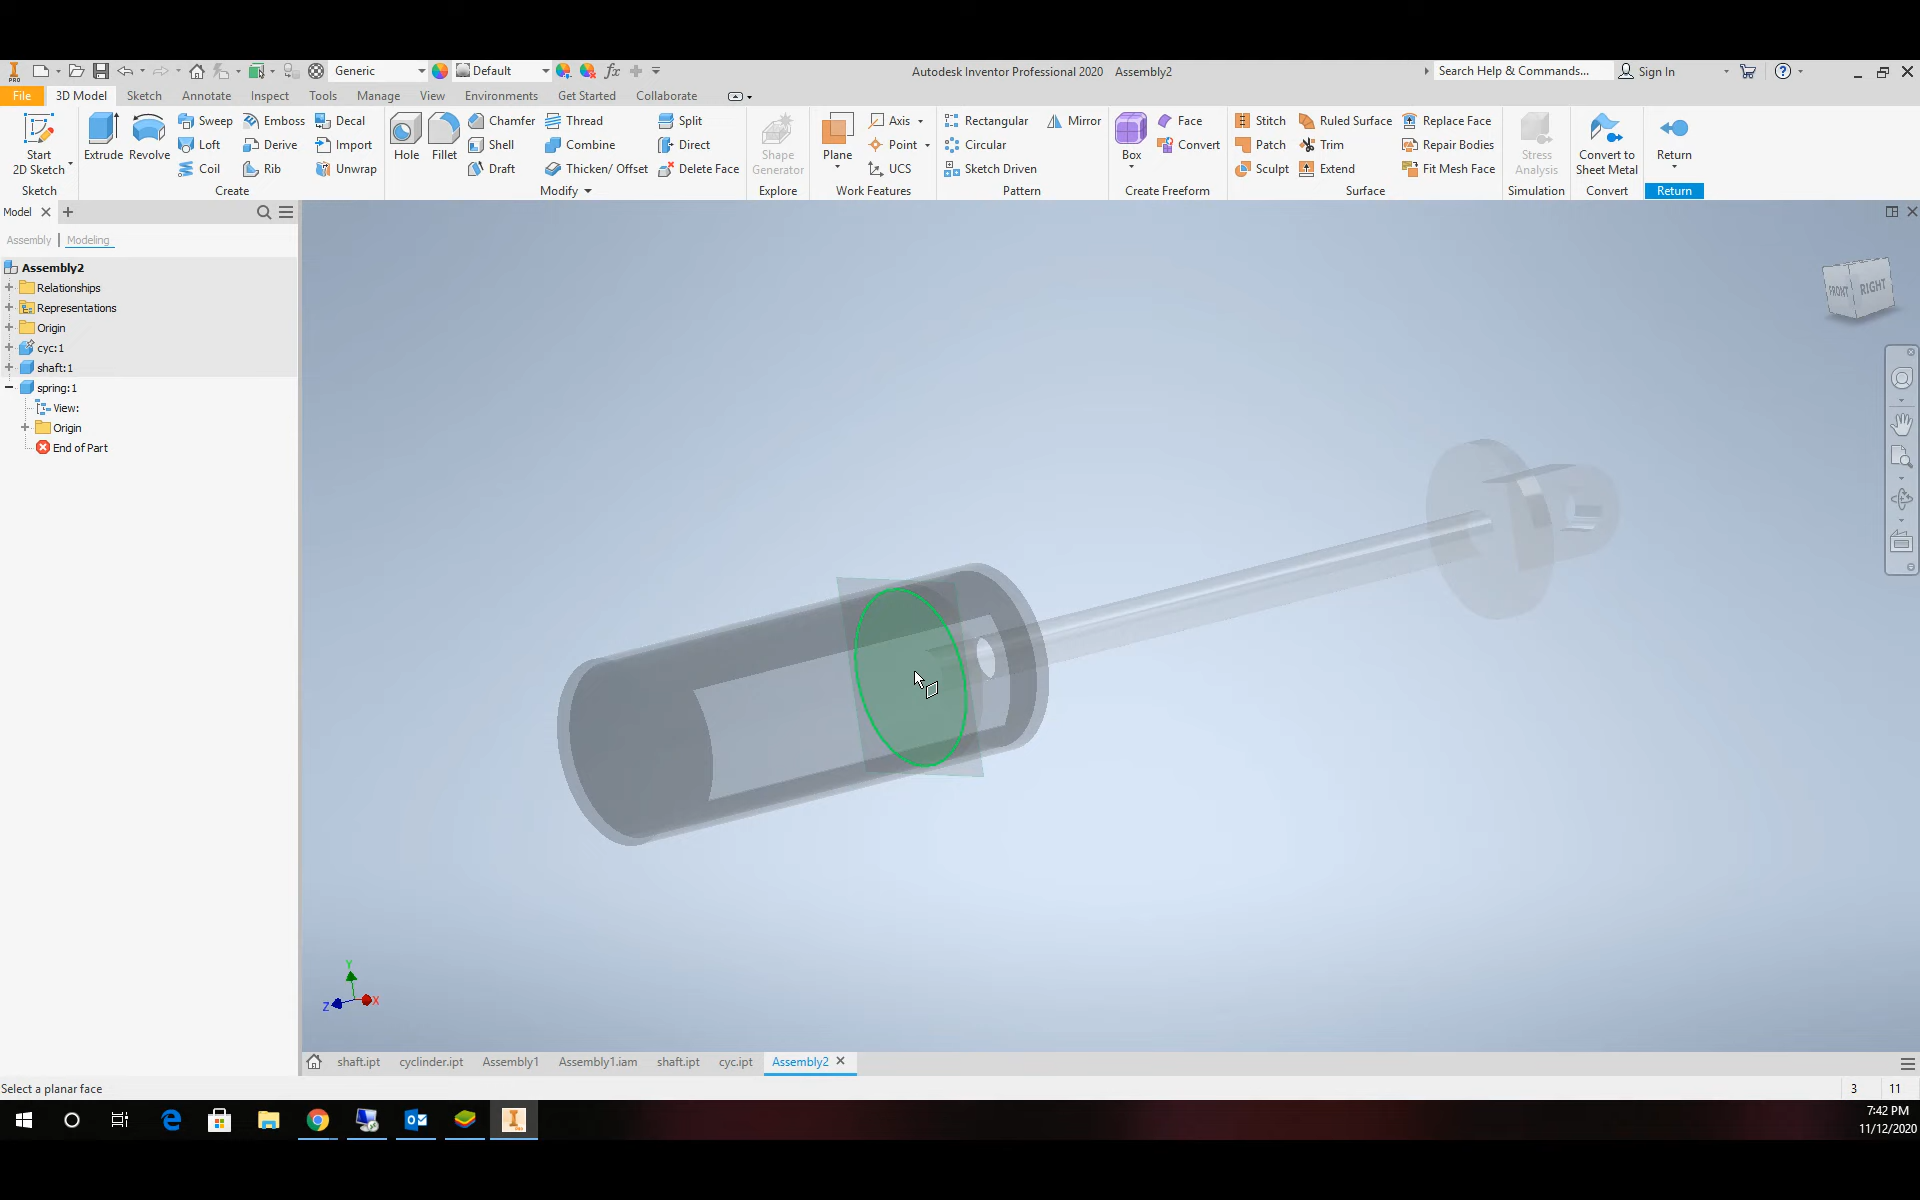 Generic
Default
Autodesk Inventor Professional 2020 Assembly2
Search Help & Commands...
Sign In
File 3D Model Sketch Annotate Inspect Tools Manage View Environments Get Started Collaborate
Start
2D Sketch
Sketch
Extrude
Revolve
Sweep
Loft
Coil
Emboss
Derive
Rib
Decal
Import
Unwrap
Create
Hole
Fillet
Chamfer
Shell
Draft
Thread
Combine
Thicken/ Offset
Split
Direct
Delete Face
Modify
Shape
Generator
Explore
Plane
Axis
Point
UCS
Work Features
Rectangular
Circular
Sketch Driven
Mirror
Pattern
Box
Face
Convert
Create Freeform
Stitch
Patch
Sculpt
Ruled Surface
Trim
Extend
Replace Face
Repair Bodies
Fit Mesh Face
Surface
Stress
Analysis
Simulation
Convert to
Sheet Metal
Convert
Return
Return
Model
Assembly | Modeling
Assembly2
Relationships
Representations
Origin
cyc:1
shaft:1
spring:1
View:
Origin
End of Part
FRONT RIGHT
Y
Z X
shaft.ipt cyclinder.ipt Assembly1 Assembly1.iam shaft.ipt cyc.ipt Assembly2
Select a planar face
3 11
7:42 PM
11/12/2020